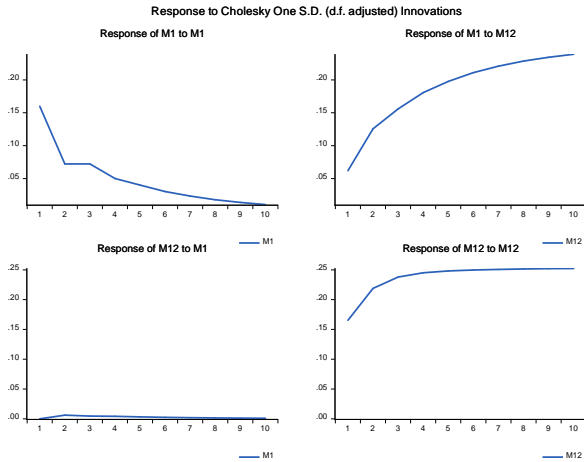 Response to Cholesky One S.D. (d.f. adjusted) Innovations
Response of M1 to M1
.20
.15
.10
.05
1 2 3 4 5 6 7 8 9 10
M1
Response of M1 to M12
.20
.15
.10
.05
1 2 3 4 5 6 7 8 9 10
M12
Response of M12 to M1
.25
.20
.15
.10
.05
.00
1 2 3 4 5 6 7 8 9 10
M1
Response of M12 to M12
.25
.20
.15
.10
.05
.00
1 2 3 4 5 6 7 8 9 10
M12